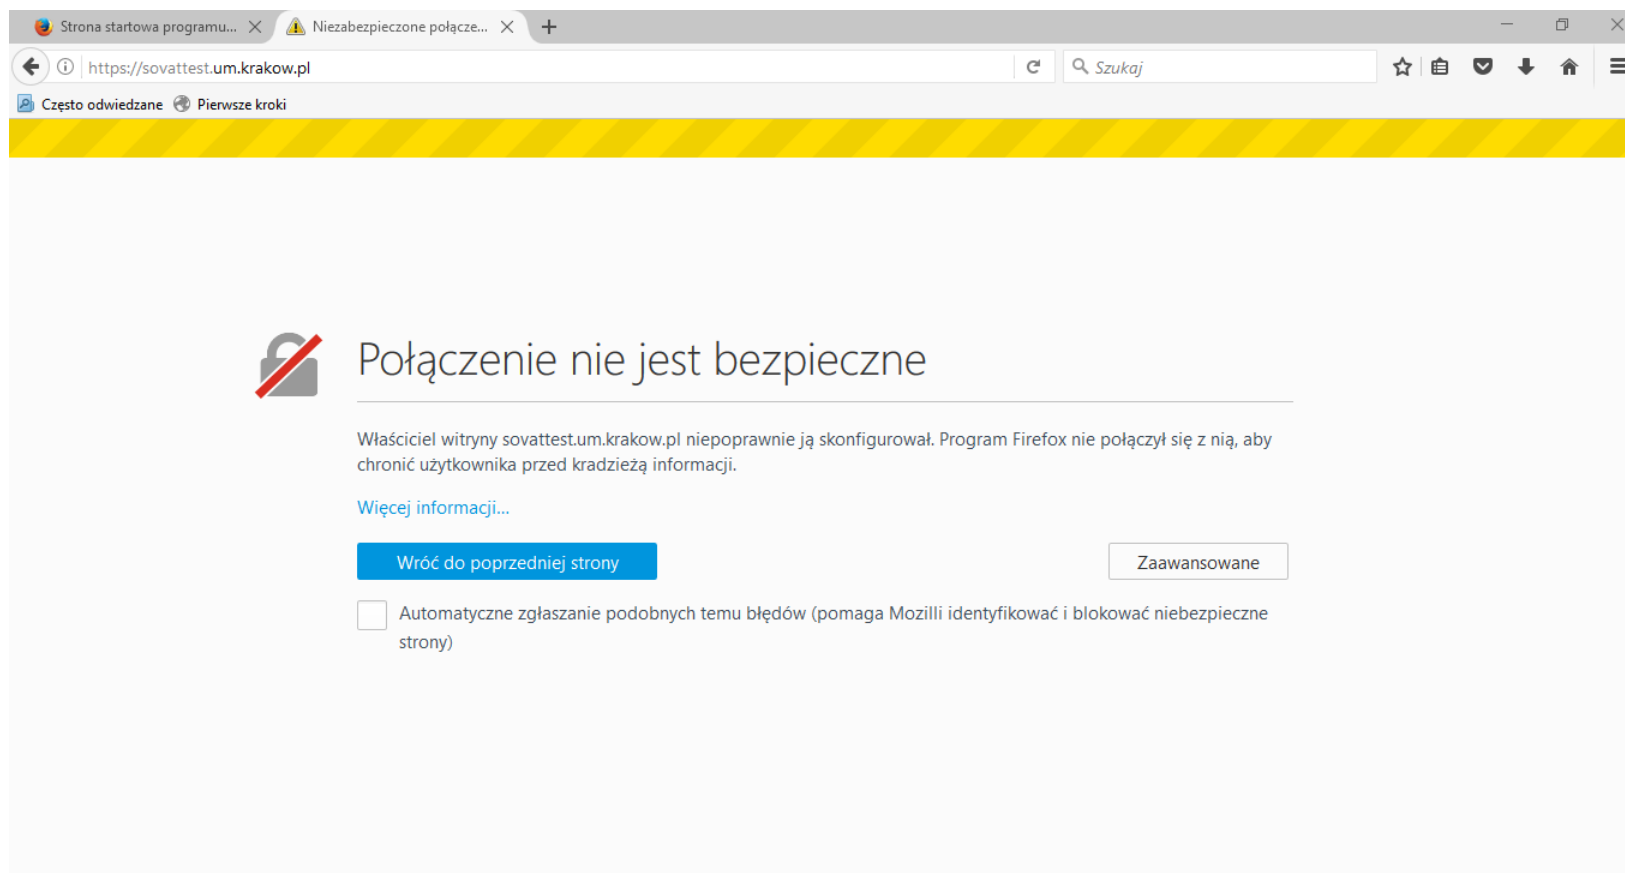 Strona startowa programu...
Niezabezpieczone połącze...
https://sovattest.um.krakow.pl
Szukaj
Często odwiedzane
Pierwsze kroki
Połączenie nie jest bezpieczne
Właściciel witryny sovattest.um.krakow.pl niepoprawnie ją skonfigurował. Program Firefox nie połączył się z nią, aby
chronić użytkownika przed kradzieżą informacji.
Więcej informacji...
Wróć do poprzedniej strony
Zaawansowane
Automatyczne zgłaszanie podobnych temu błędów (pomaga Mozilli identyfikować i blokować niebezpieczne
strony)